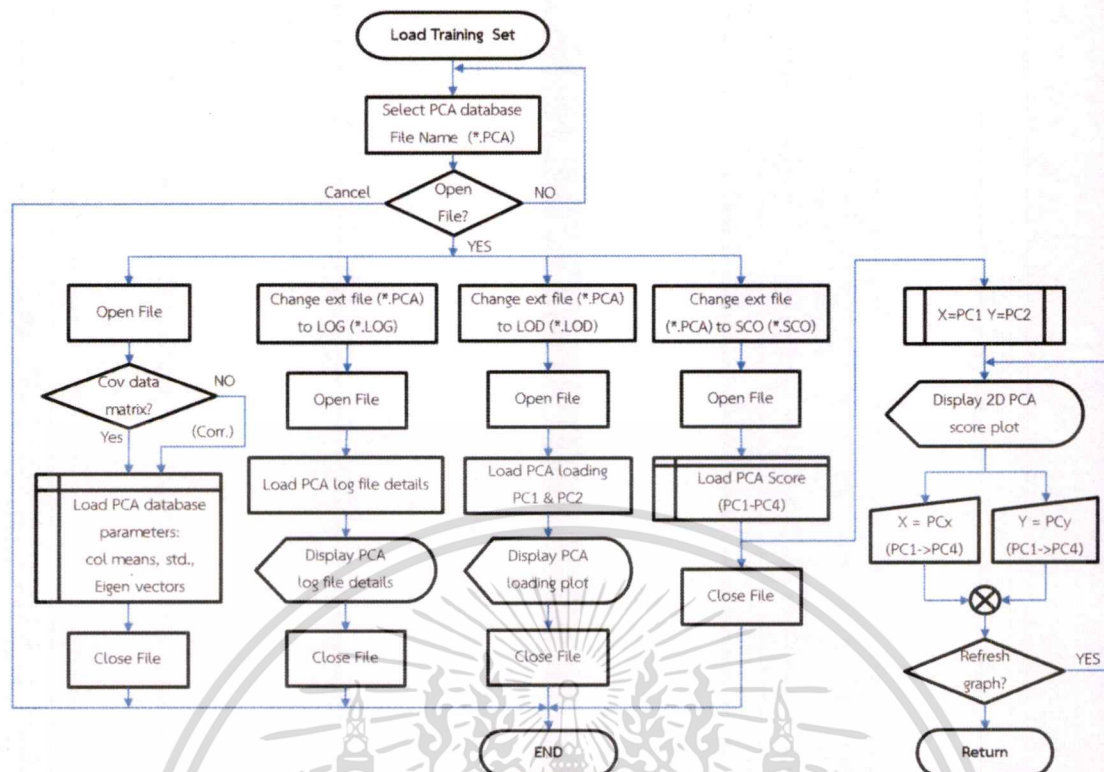 Load Training Set
Select PCA database
File Name (*.PCA)
Cancel
Open
File?
NO
YES
Open File
Cov data
matrix?
NO
Yes
(Corr.)
Load PCA database
parameters:
col means, std.,
Eigen vectors
Close File
Change ext file (*.PCA)
to LOG (*.LOG)
Open File
Load PCA log file details
Display PCA
log file details
Close File
Change ext file (*.PCA)
to LOD (*.LOD)
Open File
Load PCA loading
PC1 & PC2
Display PCA
loading plot
Close File
Change ext file
(*.PCA) to SCO (*.SCO)
Open File
Load PCA Score
(PC1-PC4)
Close File
END
X=PC1 Y=PC2
Display 2D PCA
score plot
X = PCx
(PC1->PC4)
Y = PCy
(PC1->PC4)
Refresh
graph?
YES
Return